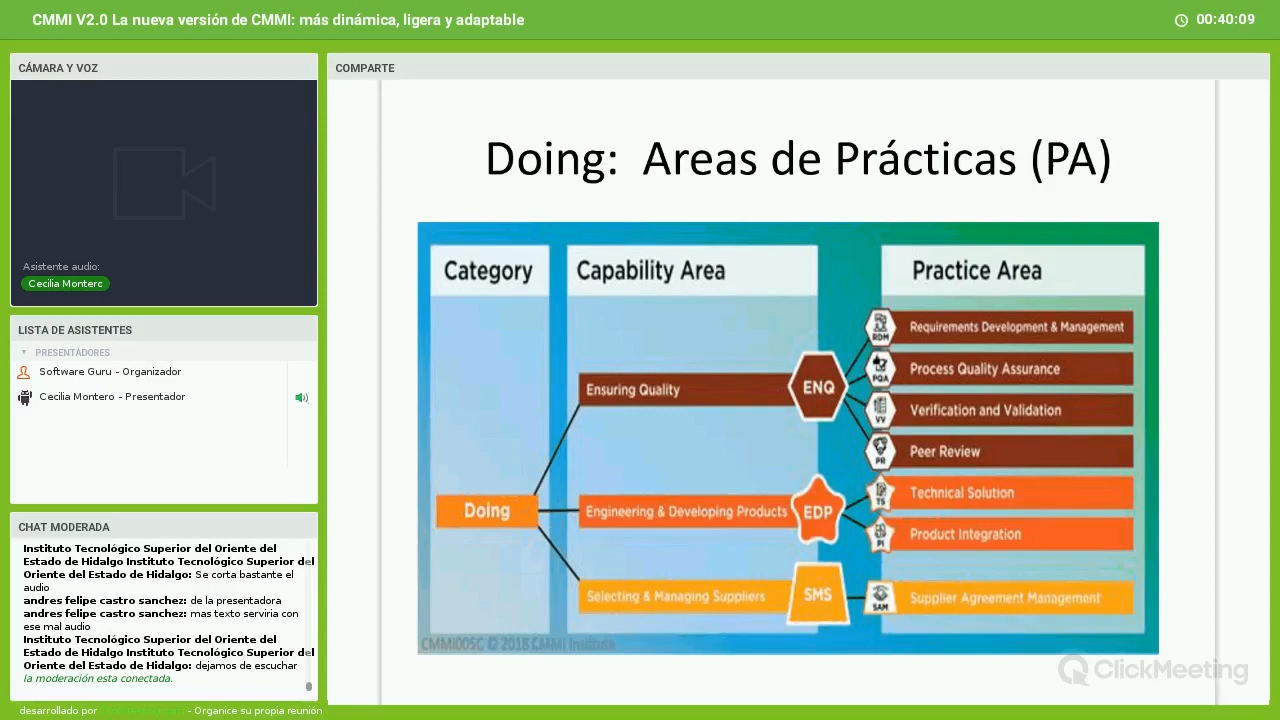 CMMI V2.0 La nueva versión de CMMI: más dinámica, ligera y adaptable
00:40:09
CÁMARA Y VOZ
Asistente audio:
Cecilia Montero
LISTA DE ASISTENTES
PRESENTADORES
Software Guru - Organizador
Cecilia Montero - Presentador
CHAT MODERADA
Instituto Tecnológico Superior del Oriente del
Estado de Hidalgo Instituto Tecnológico Superior del
Oriente del Estado de Hidalgo: Se corta bastante el
audio
andres felipe castro sanchez: de la presentadora
andres felipe castro sanchez: mas texto serviria con
ese mal audio
Instituto Tecnológico Superior del Oriente del
Estado de Hidalgo Instituto Tecnológico Superior del
Oriente del Estado de Hidalgo: dejamos de escuchar
la moderación esta conectada.
desarrollado por - Organice su propia reunión
COMPARTE
Doing: Areas de Prácticas (PA)
Category
Capability Area
Practice Area
Doing
Ensuring Quality
ENQ
RDM
Requirements Development & Management
PQA
Process Quality Assurance
VV
Verification and Validation
PR
Peer Review
Engineering & Developing Products
EDP
TS
Technical Solution
PI
Product Integration
Selecting & Managing Suppliers
SMS
SAM
Supplier Agreement Management
CMMI005C © 2018 CMMI Institute
ClickMeeting